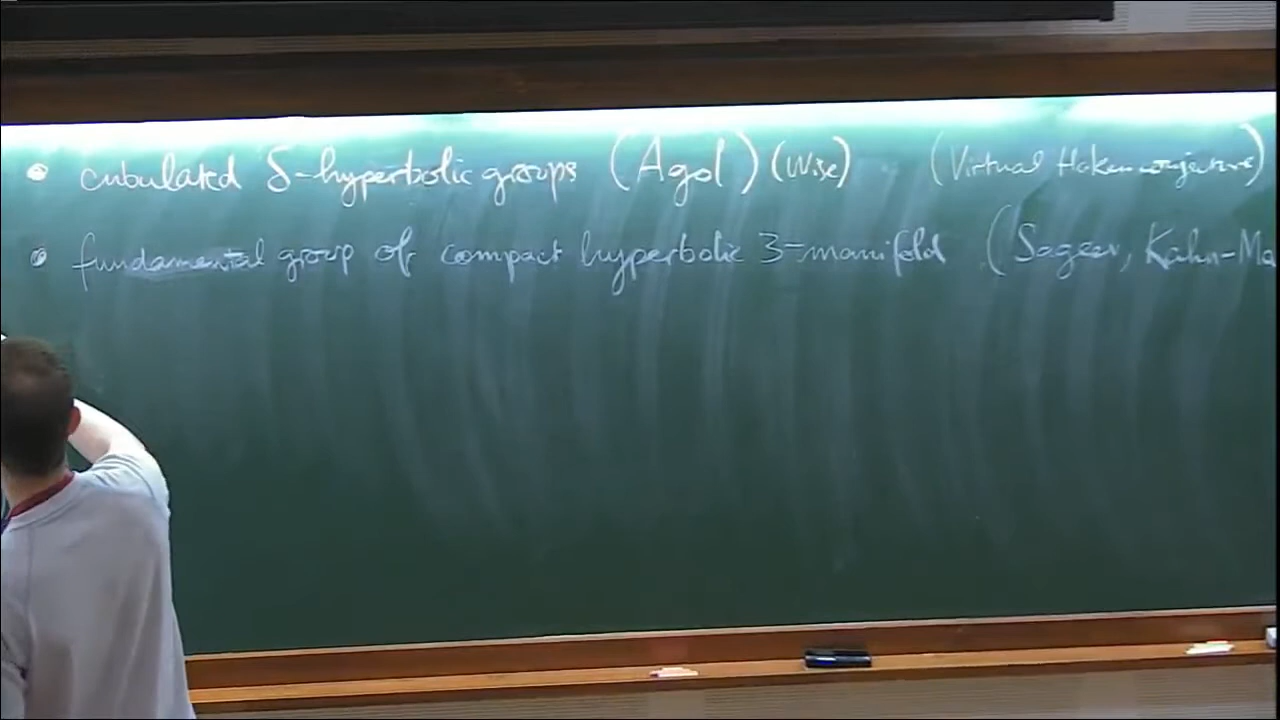 • cubulated δ-hyperbolic groups (Agol) (Wise) (Virtual Haken conjecture)
• fundamental group of compact hyperbolic 3-manifold (Sageev, Kahn-Ma